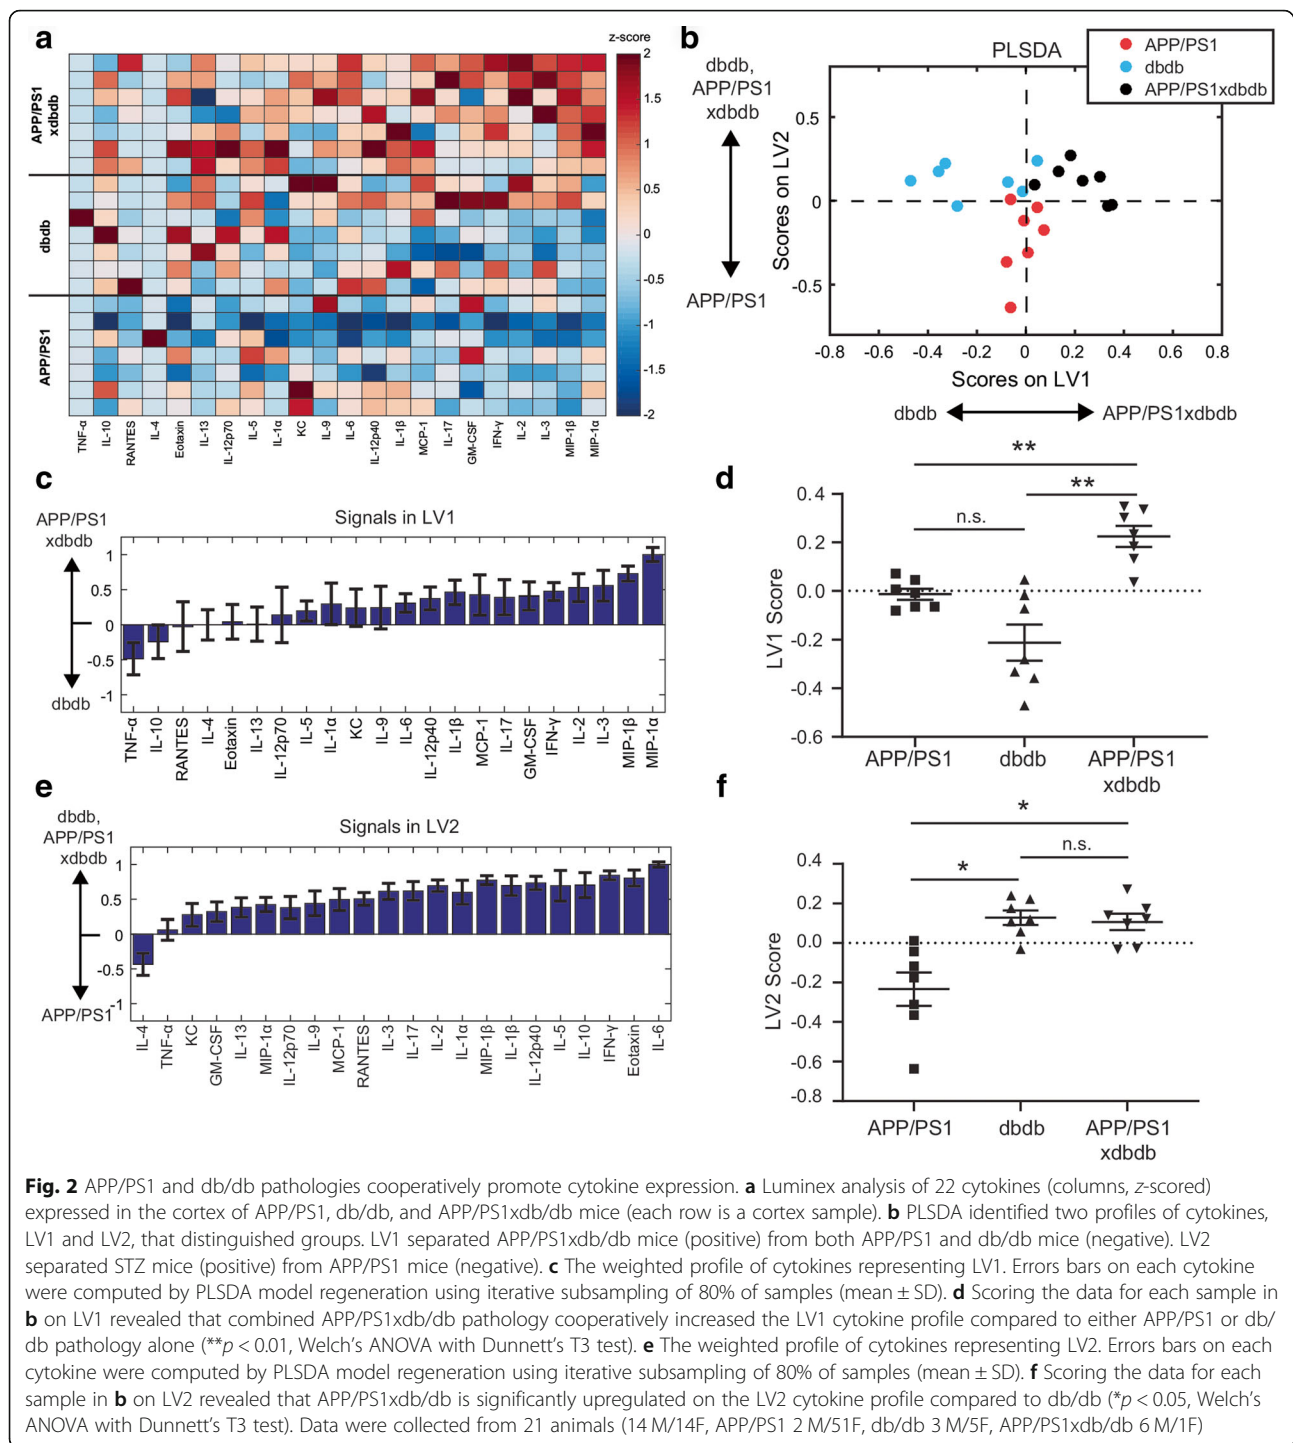 a
z-score
2
1.5
1
0.5
0
-0.5
-1
-1.5
-2
APP/PS1
xdbdb
dbdb
APP/PS1
TNF-α
IL-10
RANTES
IL-4
Eotaxin
IL-13
IL-12p70
IL-5
IL-1α
KC
IL-9
IL-6
IL-12p40
IL-1β
MCP-1
IL-17
GM-CSF
IFN-γ
IL-2
IL-3
MIP-1β
MIP-1α
b
PLSDA
APP/PS1
dbdb
APP/PS1xdbdb
dbdb,
APP/PS1
xdbdb
APP/PS1
Scores on LV2
0.5
0
-0.5
-0.8 -0.6 -0.4 -0.2 0 0.2 0.4 0.6 0.8
Scores on LV1
dbdb APP/PS1xdbdb
c
Signals in LV1
APP/PS1
xdbdb
dbdb
1
0.5
0
-0.5
-1
TNF-α
IL-10
RANTES
IL-4
Eotaxin
IL-13
IL-12p70
IL-5
IL-1α
KC
IL-9
IL-6
IL-12p40
IL-1β
MCP-1
IL-17
GM-CSF
IFN-γ
IL-2
IL-3
MIP-1β
MIP-1α
d
**
**
n.s.
LV1 Score
0.4
0.2
0.0
-0.2
-0.4
-0.6
APP/PS1 dbdb APP/PS1
xdbdb
e
Signals in LV2
dbdb,
APP/PS1
xdbdb
APP/PS1
1
0.5
0
-0.5
-1
IL-4
TNF-α
KC
GM-CSF
IL-13
MIP-1α
IL-12p70
IL-9
MCP-1
RANTES
IL-3
IL-17
IL-2
IL-1α
MIP-1β
IL-1β
IL-12p40
IL-5
IL-10
IFN-γ
Eotaxin
IL-6
f
*
n.s.
*
LV2 Score
0.4
0.2
0.0
-0.2
-0.4
-0.6
-0.8
APP/PS1 dbdb APP/PS1
xdbdb
Fig. 2 APP/PS1 and db/db pathologies cooperatively promote cytokine expression. a Luminex analysis of 22 cytokines (columns, z-scored)
expressed in the cortex of APP/PS1, db/db, and APP/PS1xdb/db mice (each row is a cortex sample). b PLSDA identified two profiles of cytokines,
LV1 and LV2, that distinguished groups. LV1 separated APP/PS1xdb/db mice (positive) from both APP/PS1 and db/db mice (negative). LV2
separated STZ mice (positive) from APP/PS1 mice (negative). c The weighted profile of cytokines representing LV1. Errors bars on each cytokine
were computed by PLSDA model regeneration using iterative subsampling of 80% of samples (mean ± SD). d Scoring the data for each sample in
b on LV1 revealed that combined APP/PS1xdb/db pathology cooperatively increased the LV1 cytokine profile compared to either APP/PS1 or db/
db pathology alone (**p < 0.01, Welch's ANOVA with Dunnett's T3 test). e The weighted profile of cytokines representing LV2. Errors bars on each
cytokine were computed by PLSDA model regeneration using iterative subsampling of 80% of samples (mean ± SD). f Scoring the data for each
sample in b on LV2 revealed that APP/PS1xdb/db is significantly upregulated on the LV2 cytokine profile compared to db/db (*p < 0.05, Welch's
ANOVA with Dunnett's T3 test). Data were collected from 21 animals (14 M/14F, APP/PS1 2 M/51F, db/db 3 M/5F, APP/PS1xdb/db 6 M/1F)